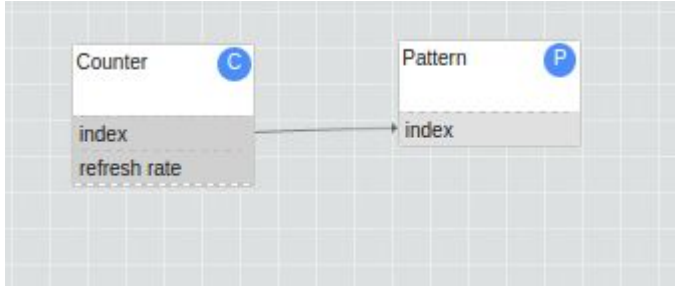 Counter
C
index
refresh rate
Pattern
P
index